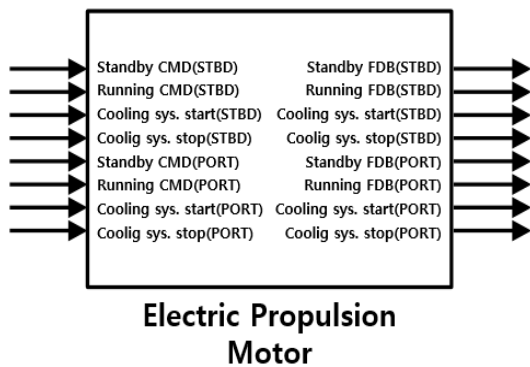 Standby CMD(STBD) Standby FDB(STBD)
Running CMD(STBD) Running FDB(STBD)
Cooling sys. start(STBD) Cooling sys. start(STBD)
Coolig sys. stop(STBD) Coolig sys. stop(STBD)
Standby CMD(PORT) Standby FDB(PORT)
Running CMD(PORT) Running FDB(PORT)
Cooling sys. start(PORT) Cooling sys. start(PORT)
Coolig sys. stop(PORT) Coolig sys. stop(PORT)
Electric Propulsion
Motor